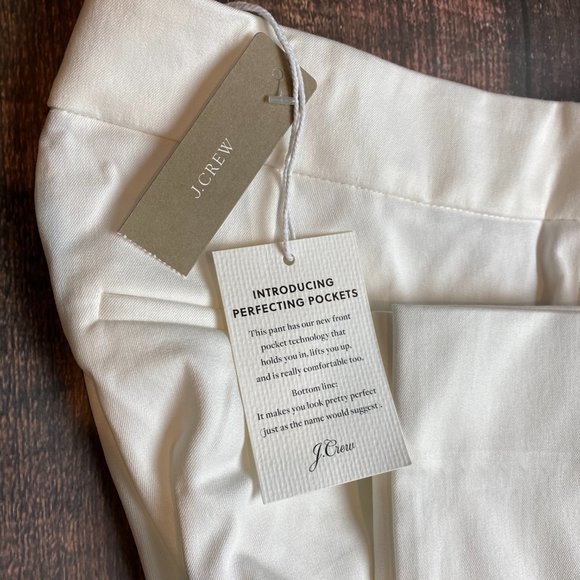 J.CREW
INTRODUCING
PERFECTING POCKETS
This pant has our new front
pocket technology that
holds you in, lifts you up,
and is really comfortable too.
Bottom line:
It makes you look pretty perfect
(just as the name would suggest).
J.Crew